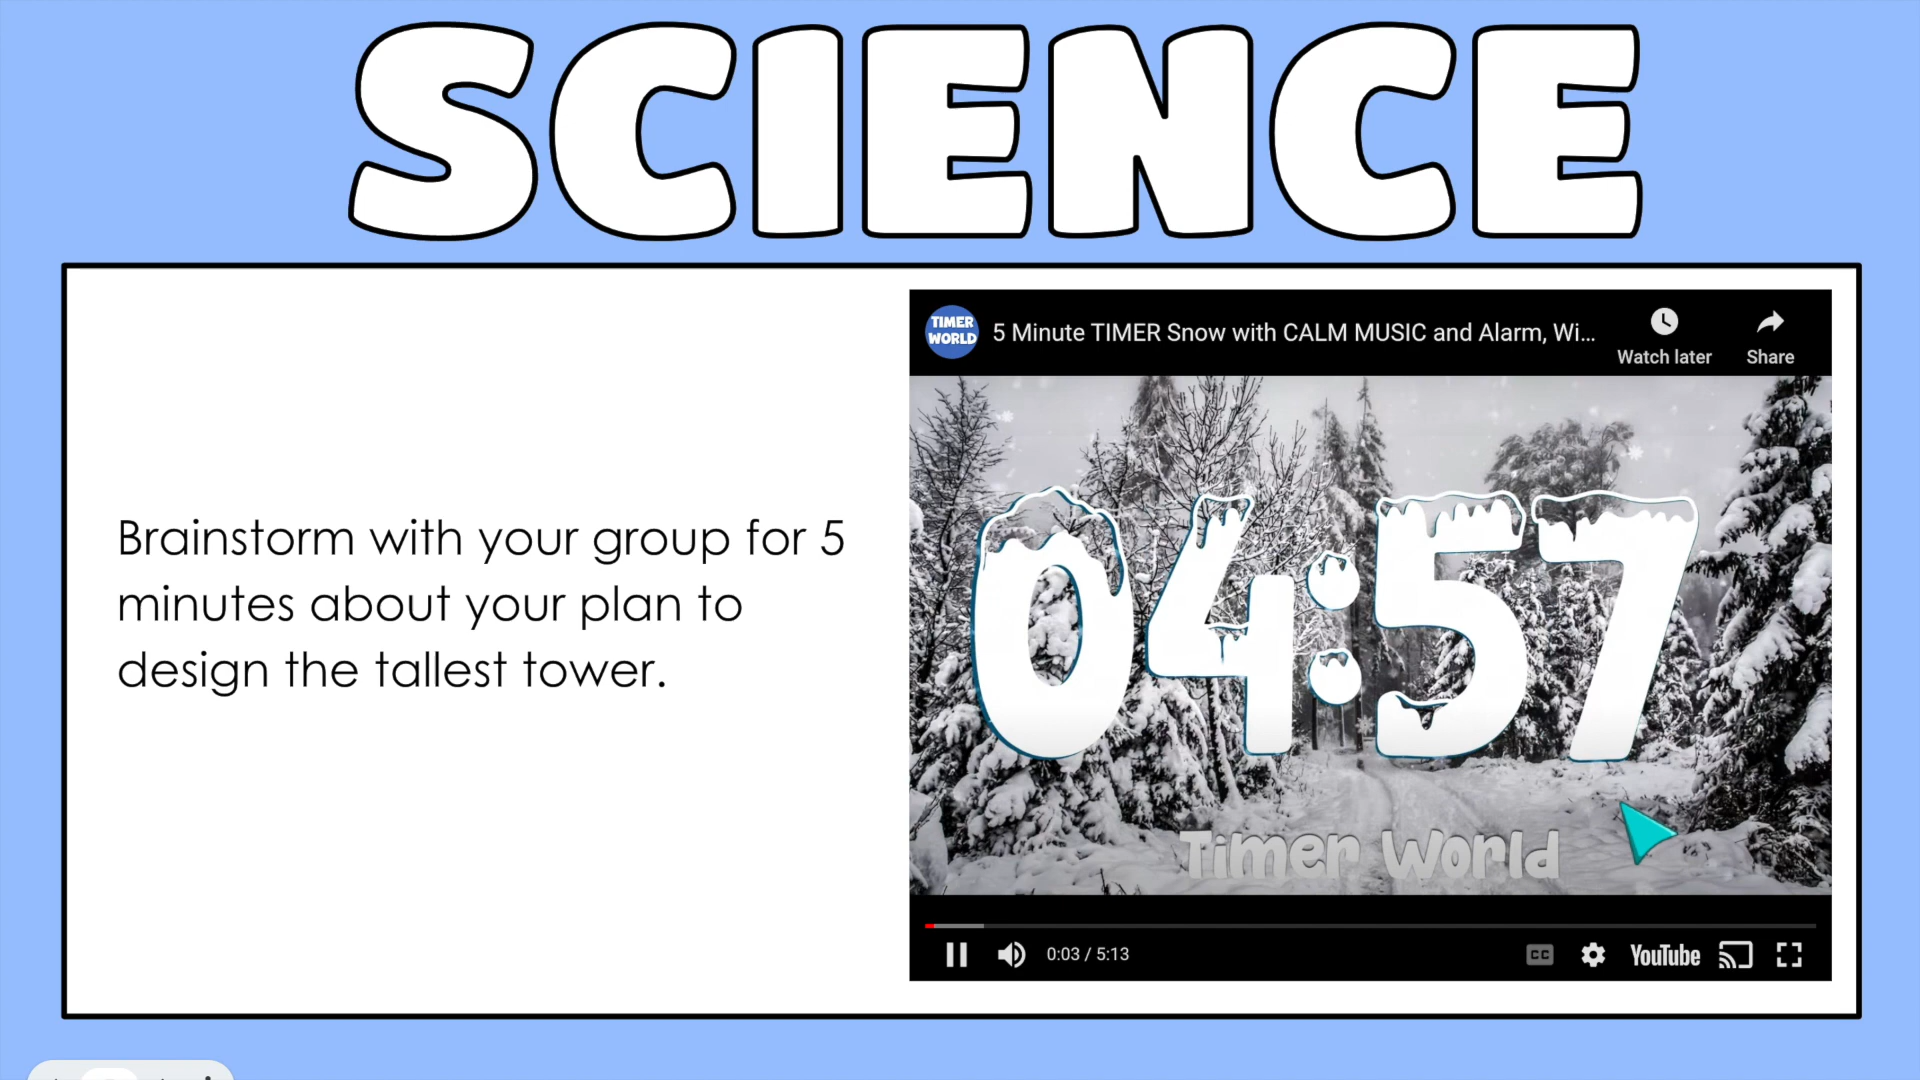 SCIENCE
TIMER
WORLD
5 Minute TIMER Snow with CALM MUSIC and Alarm, Wi...
Watch later
Share
Brainstorm with your group for 5
minutes about your plan to
design the tallest tower.
04:57
Timer World
0:03 / 5:13
CC
YouTube